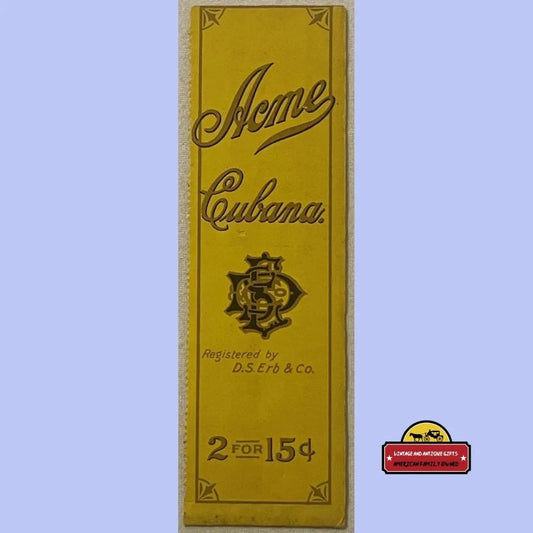 Acme
Cubana.
Registered by
D.S. Erb & Co.
2 FOR 15¢
VINTAGE AND ANTIQUE GIFTS
AMERICAN FAMILY OWNED